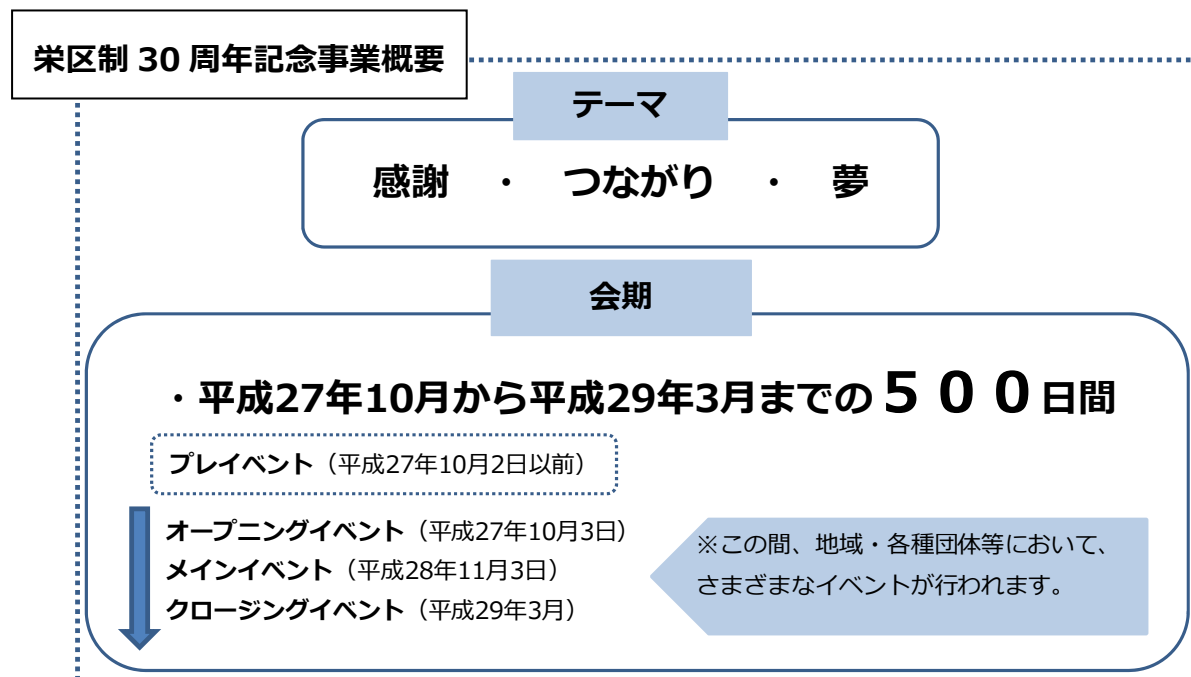 栄区制 30 周年記念事業概要
テーマ
感謝 ・ つながり ・ 夢
会期
・平成27年10月から平成29年3月までの５００日間
プレイベント（平成27年10月2日以前）
オープニングイベント（平成27年10月3日）
メインイベント（平成28年11月3日）
クロージングイベント（平成29年3月）
※この間、地域・各種団体等において、
さまざまなイベントが行われます。